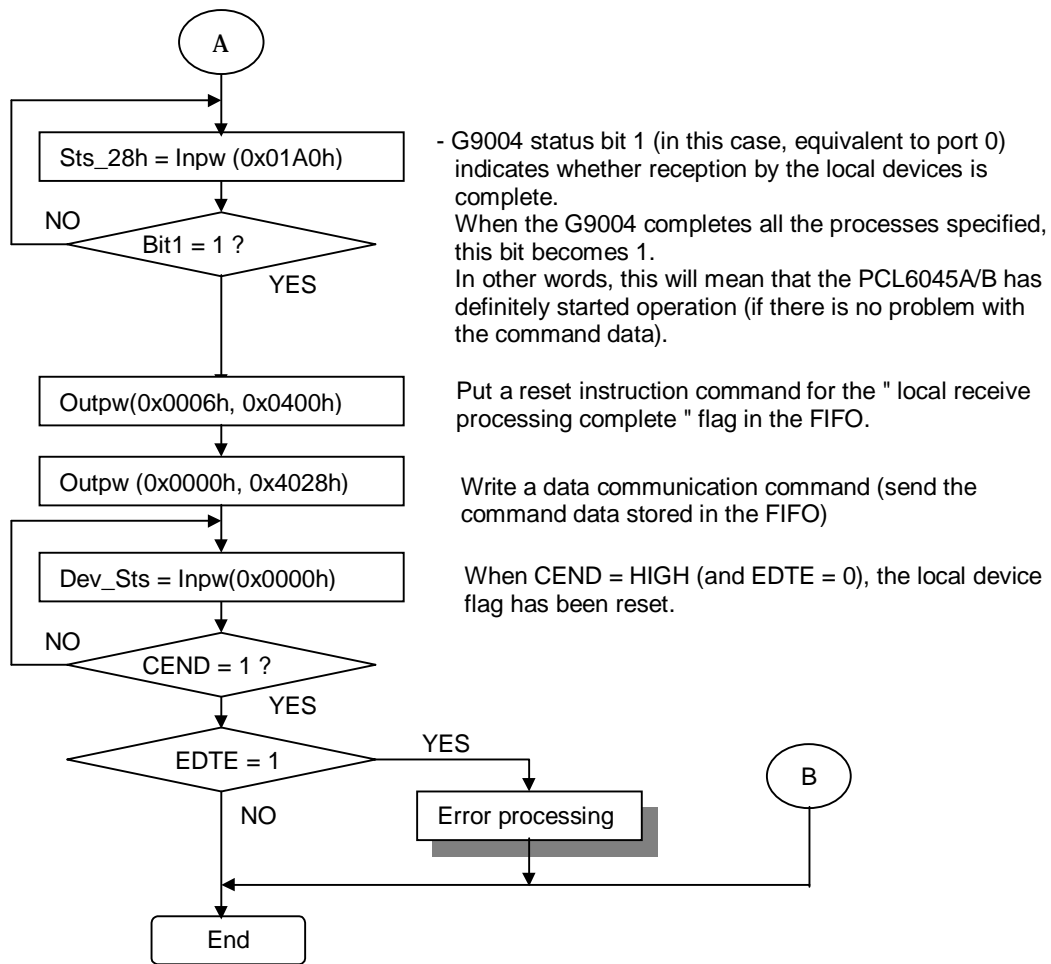 A
Sts_28h = Inpw (0x01A0h)
- G9004 status bit 1 (in this case, equivalent to port 0)
indicates whether reception by the local devices is
complete.
When the G9004 completes all the processes specified,
this bit becomes 1.
In other words, this will mean that the PCL6045A/B has
definitely started operation (if there is no problem with
the command data).
NO
Bit1 = 1 ?
YES
Outpw(0x0006h, 0x0400h)
Put a reset instruction command for the " local receive
processing complete " flag in the FIFO.
Outpw (0x0000h, 0x4028h)
Write a data communication command (send the
command data stored in the FIFO)
Dev_Sts = Inpw(0x0000h)
When CEND = HIGH (and EDTE = 0), the local device
flag has been reset.
NO
CEND = 1 ?
YES
EDTE = 1
YES
B
NO
Error processing
End